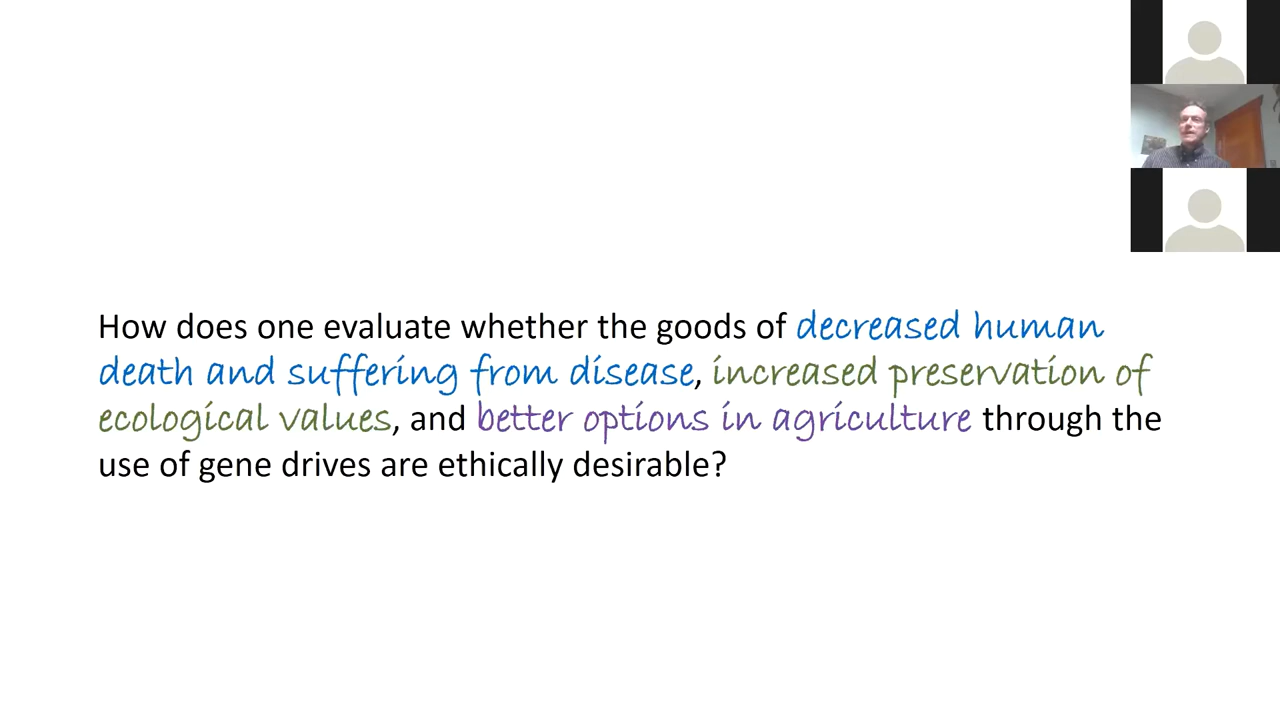 How does one evaluate whether the goods of decreased human
death and suffering from disease, increased preservation of
ecological values, and better options in agriculture through the
use of gene drives are ethically desirable?